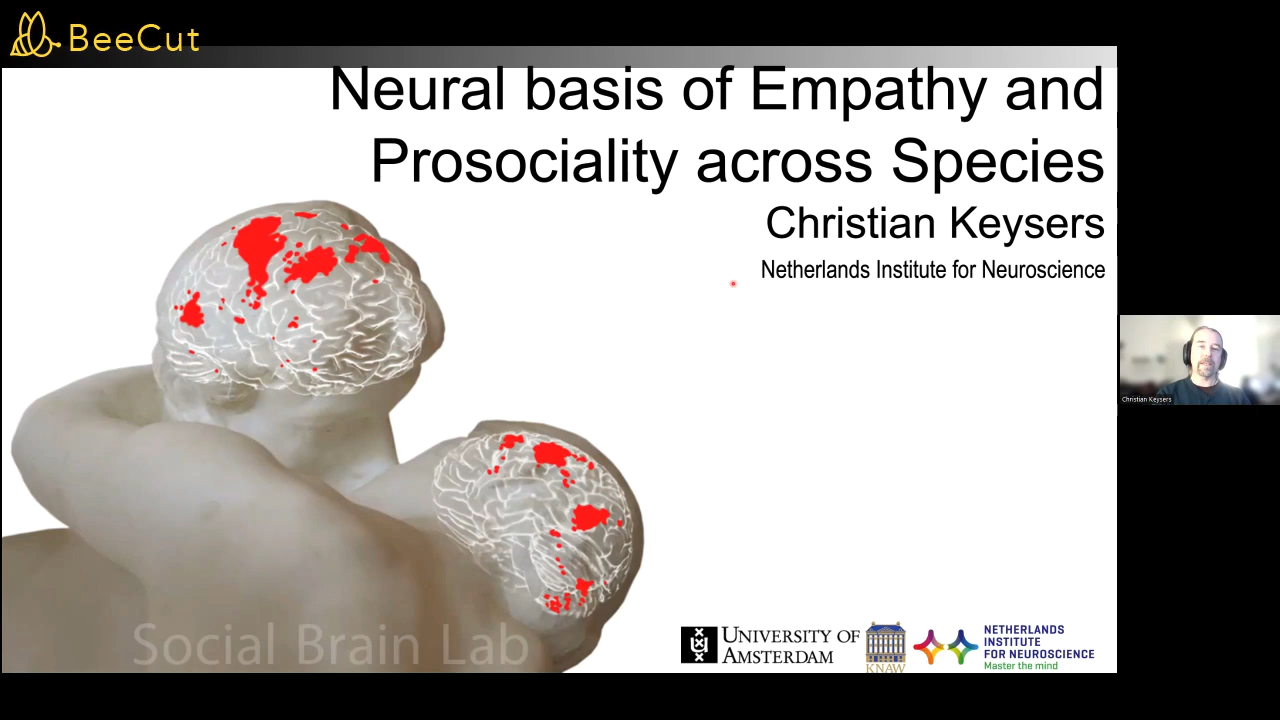 BeeCut
Neural basis of Empathy and
Prosociality across Species
Christian Keysers
Netherlands Institute for Neuroscience
Christian Keysers
Social Brain Lab
UNIVERSITY OF
AMSTERDAM
KNAW
NETHERLANDS
INSTITUTE
FOR NEUROSCIENCE
Master the mind